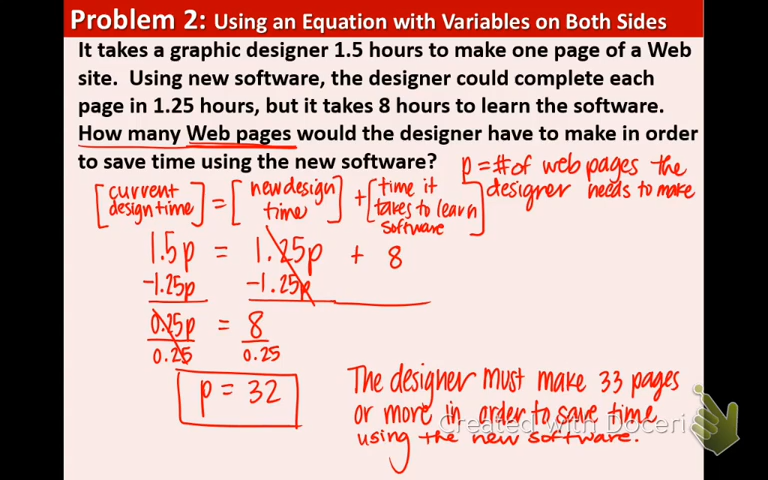 Problem 2: Using an Equation with Variables on Both Sides
It takes a graphic designer 1.5 hours to make one page of a Web
site. Using new software, the designer could complete each
page in 1.25 hours, but it takes 8 hours to learn the software.
How many Web pages would the designer have to make in order
to save time using the new software?
p = # of web pages the
designer needs to make
[current design time] = [new design time] + [time it takes to learn software]
1.5p = 1.25p + 8
-1.25p -1.25p
0.25p = 8
0.25 0.25
p = 32
The designer must make 33 pages
or more in order to save time
using the new software.
Created with Doceri